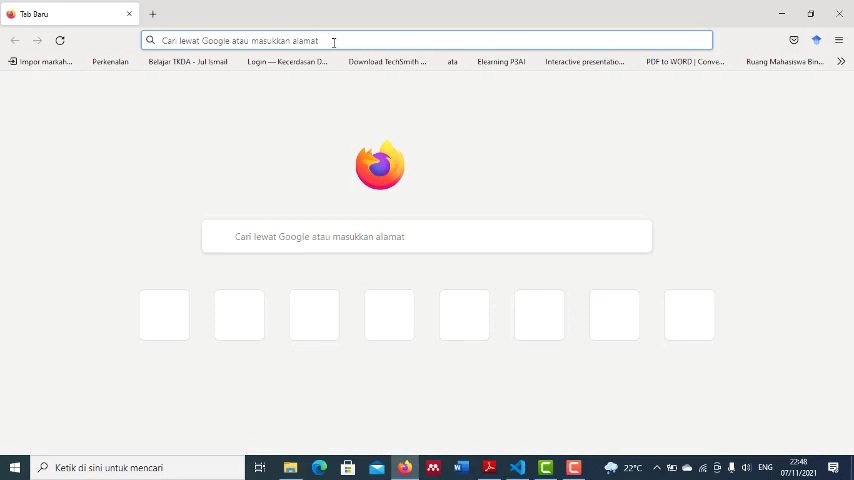 Tab Baru
Cari lewat Google atau masukkan alamat
Impor markah... Perkenalan Belajar TKDA - Jul Ismail Login — Kecerdasan D... Download TechSmith ... ata Elearning P3AI Interactive presentatio... PDF to WORD | Conve... Ruang Mahasiswa Bin...
Cari lewat Google atau masukkan alamat
Ketik di sini untuk mencari 22°C ENG 22:48
07/11/2021